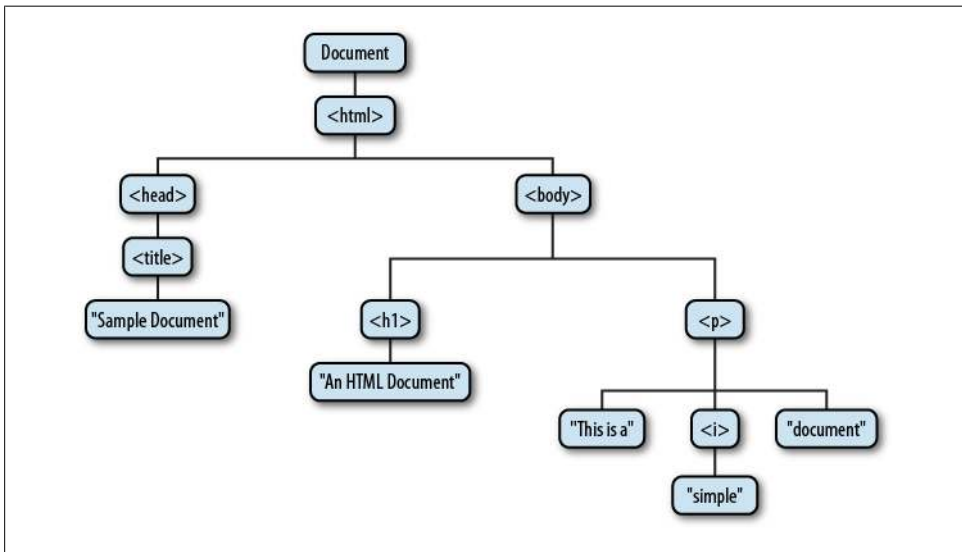 Document
<html>
<head>
<body>
<title>
"Sample Document"
<h1>
<p>
"An HTML Document"
"This is a"
<i>
"document"
"simple"